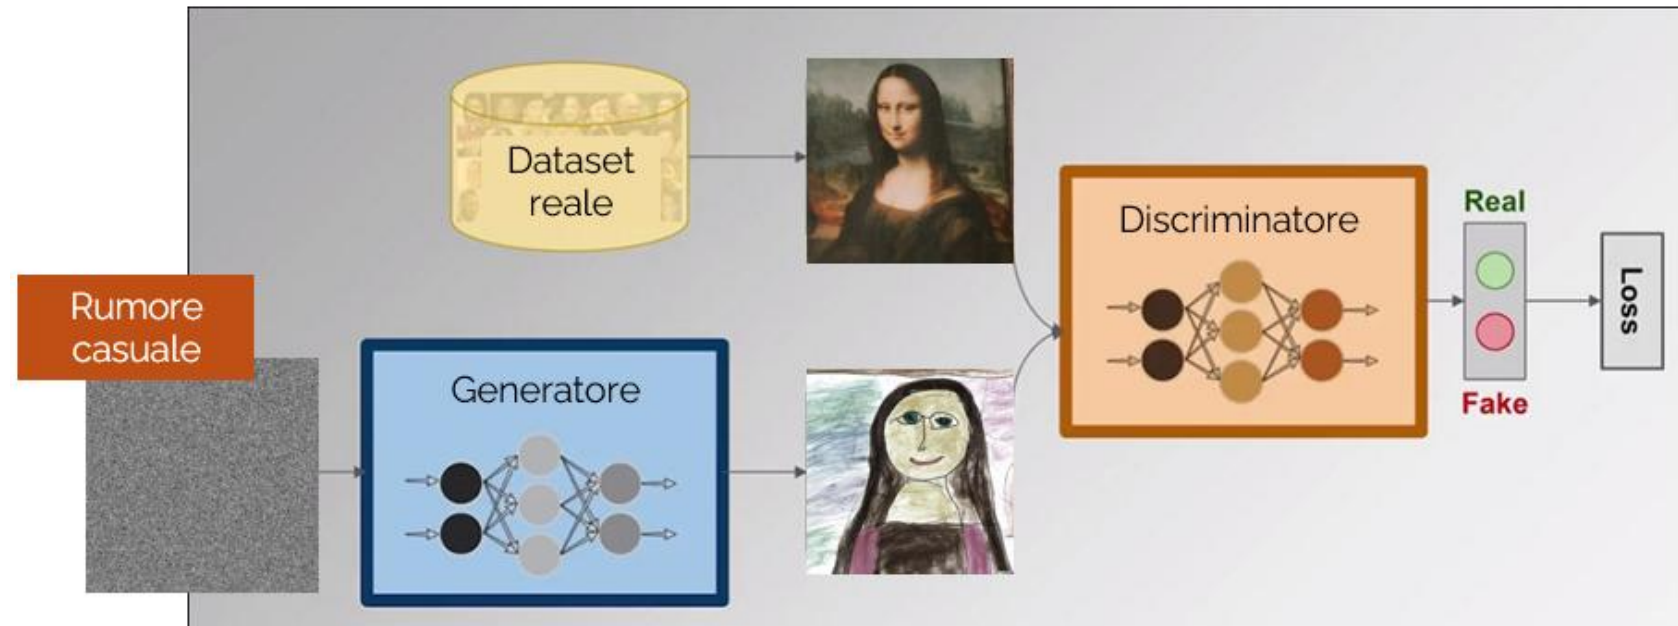 Dataset
reale
Rumore
casuale
Generatore
Discriminatore
Real
Fake
Loss